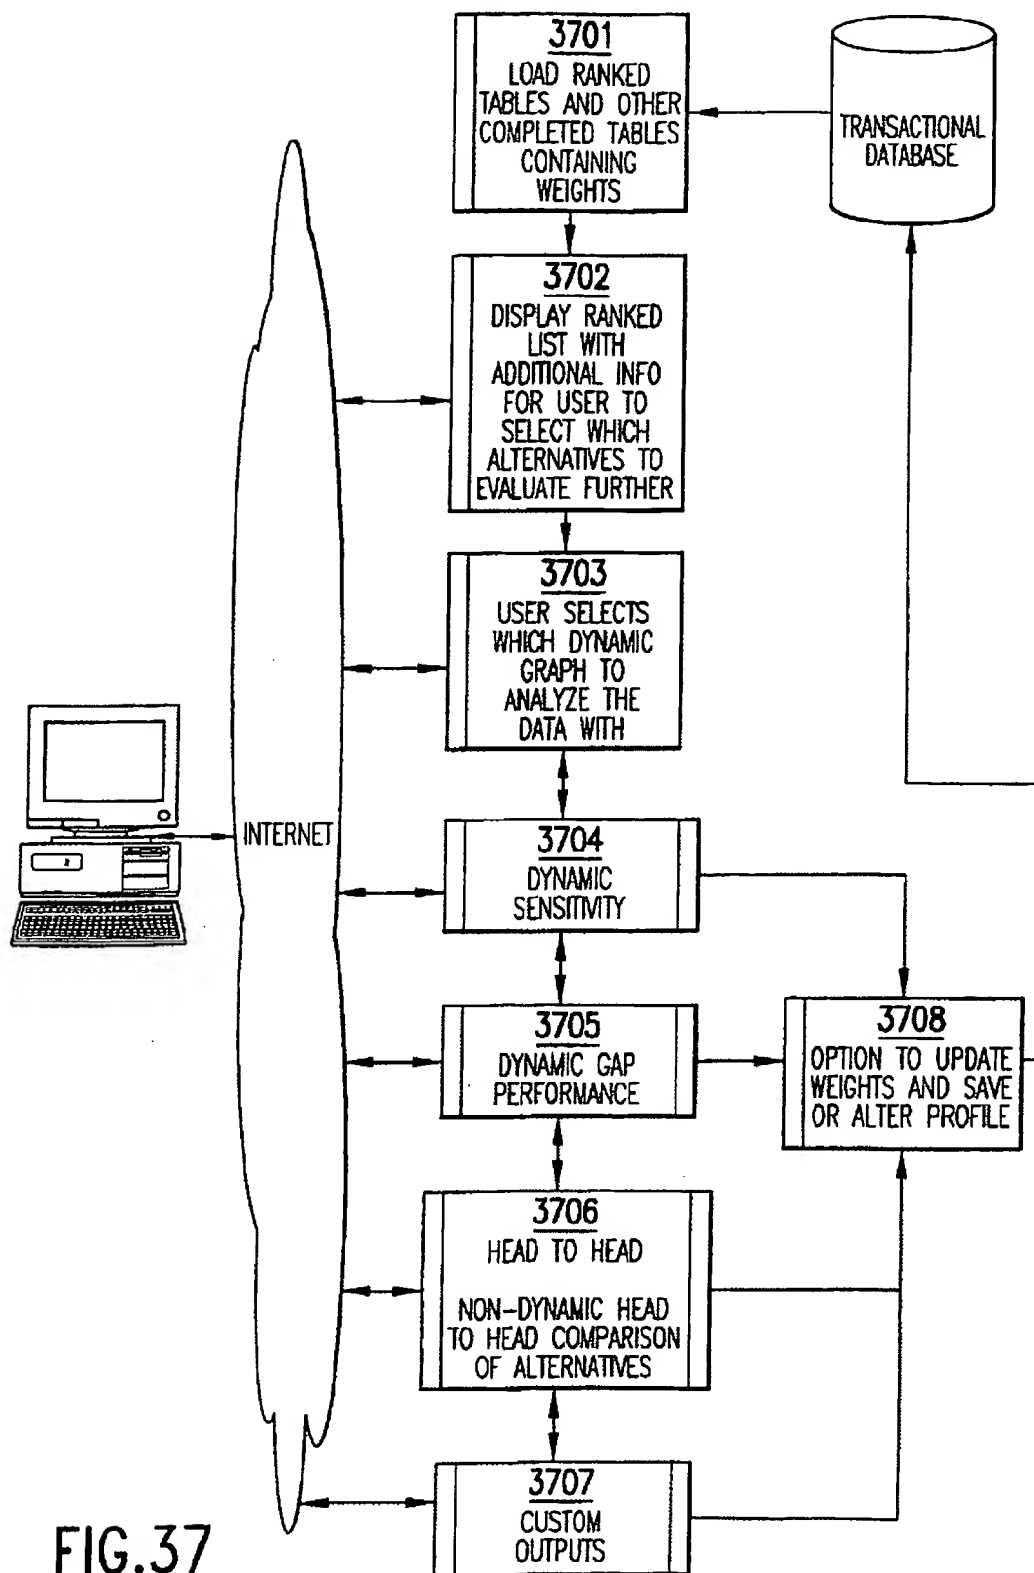 3701
LOAD RANKED
TABLES AND OTHER
COMPLETED TABLES
CONTAINING
WEIGHTS
TRANSACTIONAL
DATABASE
3702
DISPLAY RANKED
LIST WITH
ADDITIONAL INFO
FOR USER TO
SELECT WHICH
ALTERNATIVES TO
EVALUATE FURTHER
3703
USER SELECTS
WHICH DYNAMIC
GRAPH TO
ANALYZE THE
DATA WITH
INTERNET
3704
DYNAMIC
SENSITIVITY
3705
DYNAMIC GAP
PERFORMANCE
3708
OPTION TO UPDATE
WEIGHTS AND SAVE
OR ALTER PROFILE
3706
HEAD TO HEAD
NON-DYNAMIC HEAD
TO HEAD COMPARISON
OF ALTERNATIVES
3707
CUSTOM
OUTPUTS
FIG.37